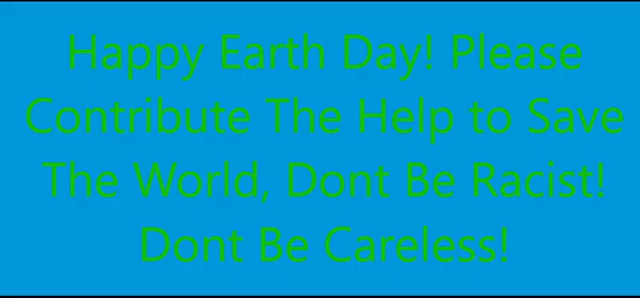 Happy Earth Day! Please
Contribute The Help to Save
The World, Dont Be Racist!
Dont Be Careless!